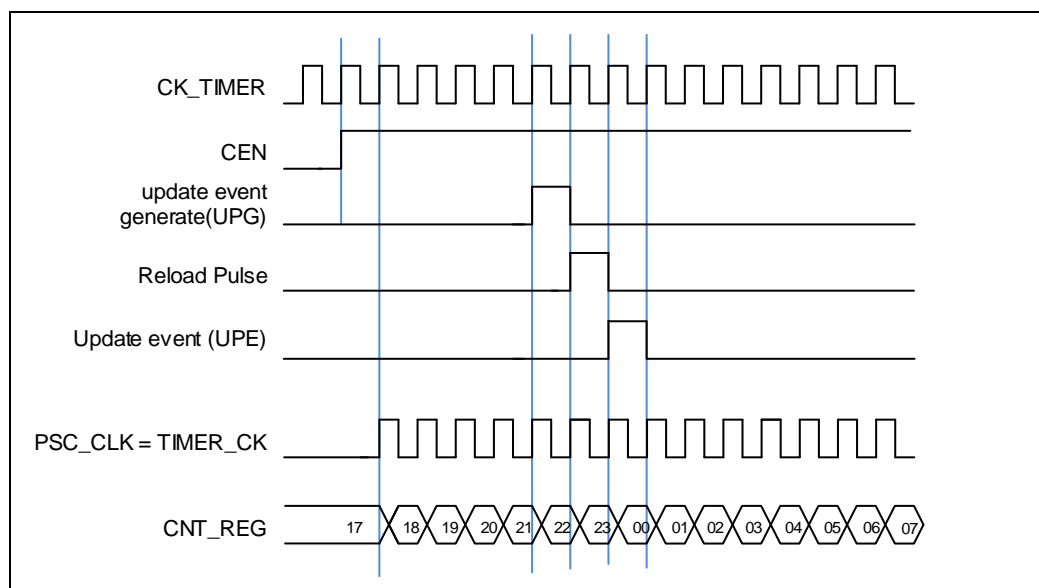 CK_TIMER
CEN
update event
generate(UPG)
Reload Pulse
Update event (UPE)
PSC_CLK = TIMER_CK
CNT_REG 17 18 19 20 21 22 23 00 01 02 03 04 05 06 07